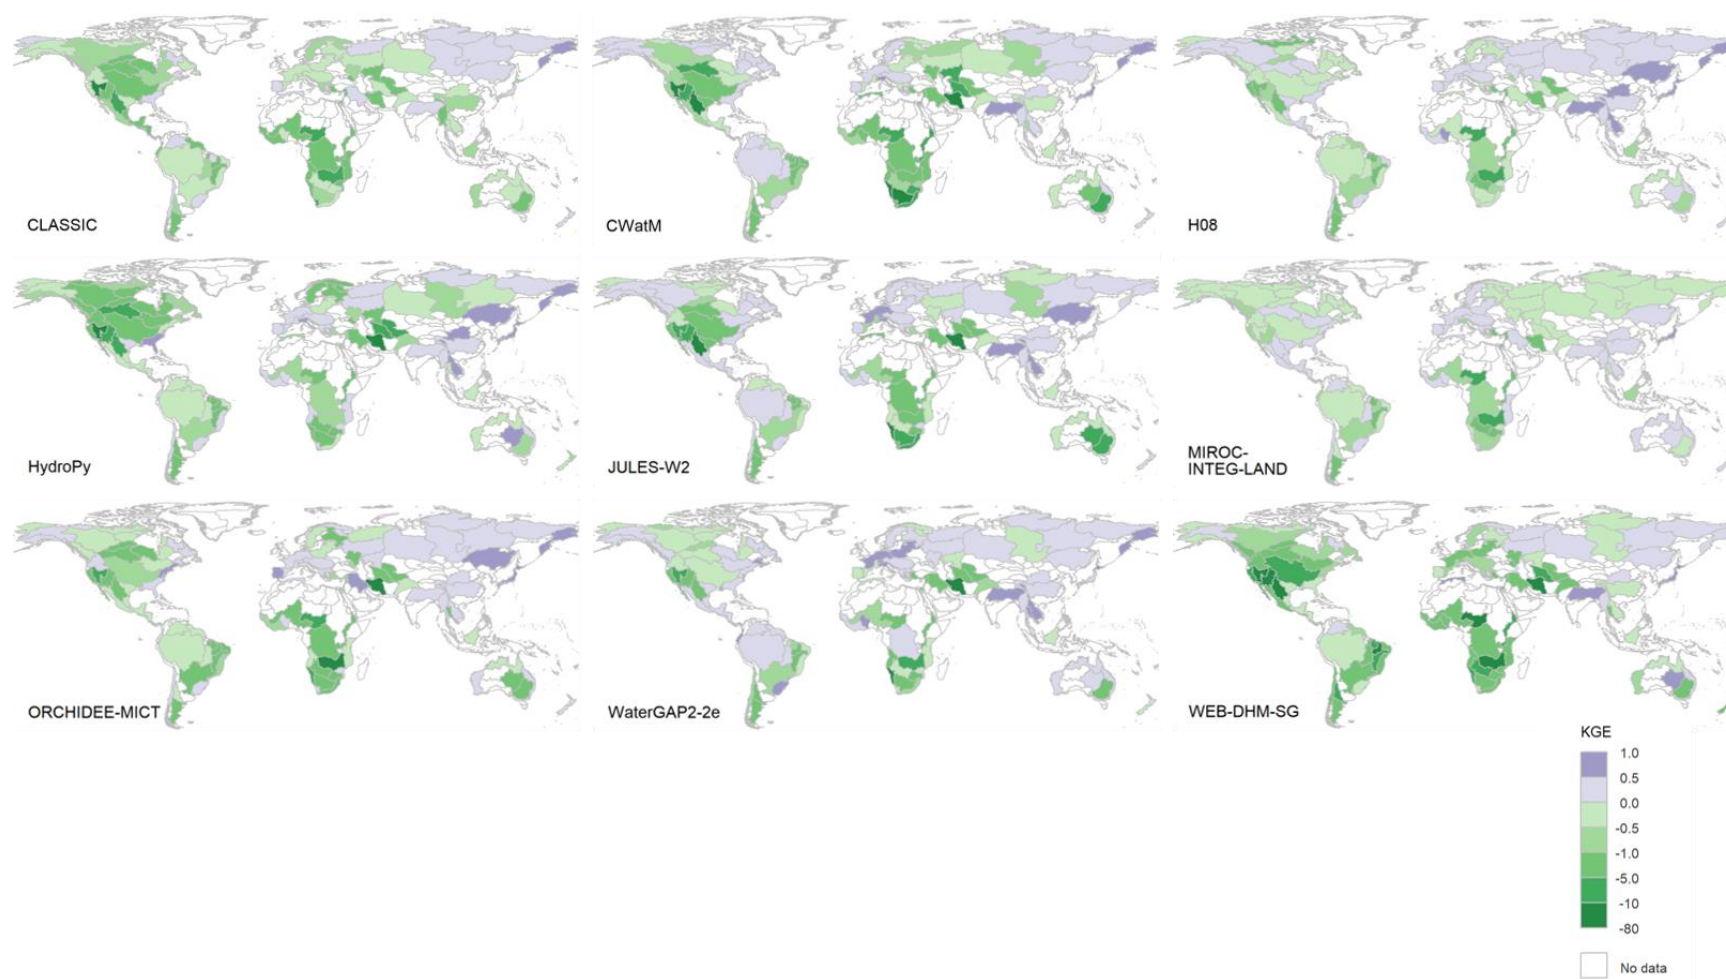 CLASSIC
CWatM
H08
HydroPy
JULES-W2
MIROC-
INTEG-LAND
ORCHIDEE-MICT
WaterGAP2-2e
WEB-DHM-SG
KGE
1.0
0.5
0.0
-0.5
-1.0
-5.0
-10
-80
No data